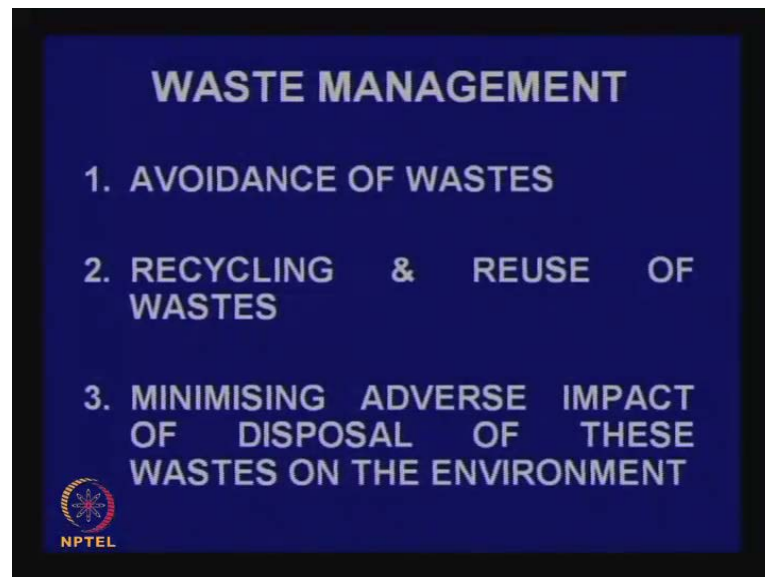 WASTE MANAGEMENT
1. AVOIDANCE OF WASTES
2. RECYCLING & REUSE OF
WASTES
3. MINIMISING ADVERSE IMPACT
OF DISPOSAL OF THESE
WASTES ON THE ENVIRONMENT
NPTEL